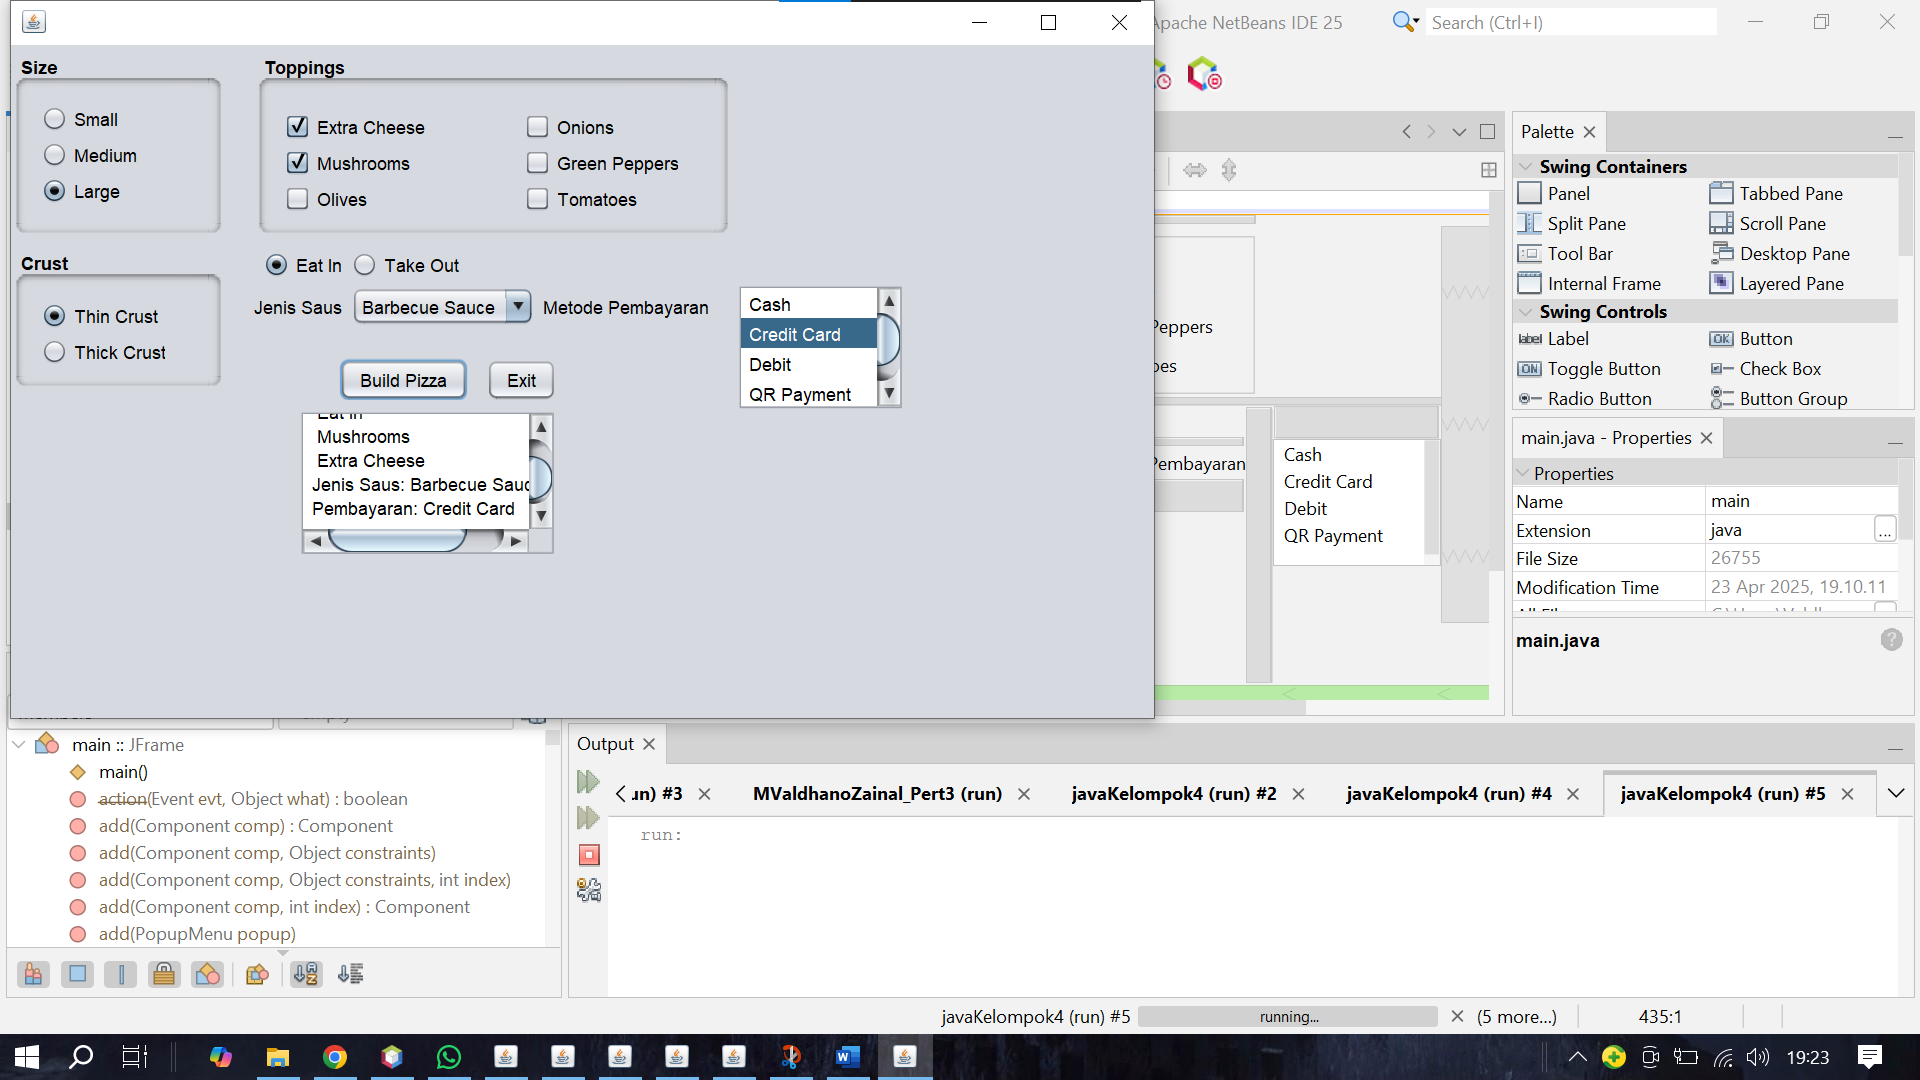 Apache NetBeans IDE 25
Search (Ctrl+I)
Size
Small
Medium
Large
Toppings
Extra Cheese
Mushrooms
Olives
Onions
Green Peppers
Tomatoes
Crust
Thin Crust
Thick Crust
Eat In
Take Out
Jenis Saus
Barbecue Sauce
Metode Pembayaran
Cash
Credit Card
Debit
QR Payment
Build Pizza
Exit
Eat In
Mushrooms
Extra Cheese
Jenis Saus: Barbecue Sauc
Pembayaran: Credit Card
Peppers
oes
Pembayaran
Cash
Credit Card
Debit
QR Payment
Palette
Swing Containers
Panel
Tabbed Pane
Split Pane
Scroll Pane
Tool Bar
Desktop Pane
Internal Frame
Layered Pane
Swing Controls
Label
Button
Toggle Button
Check Box
Radio Button
Button Group
label
OK
ON
main.java - Properties
Properties
Name main
Extension java
...
File Size 26755
Modification Time 23 Apr 2025, 19.10.11
main.java
main :: JFrame
main()
action(Event evt, Object what) : boolean
add(Component comp) : Component
add(Component comp, Object constraints)
add(Component comp, Object constraints, int index)
add(Component comp, int index) : Component
add(PopupMenu popup)
Output
un) #3
MValdhanoZainal_Pert3 (run)
javaKelompok4 (run) #2
javaKelompok4 (run) #4
javaKelompok4 (run) #5
run:
javaKelompok4 (run) #5
running...
(5 more...)
435:1
19:23